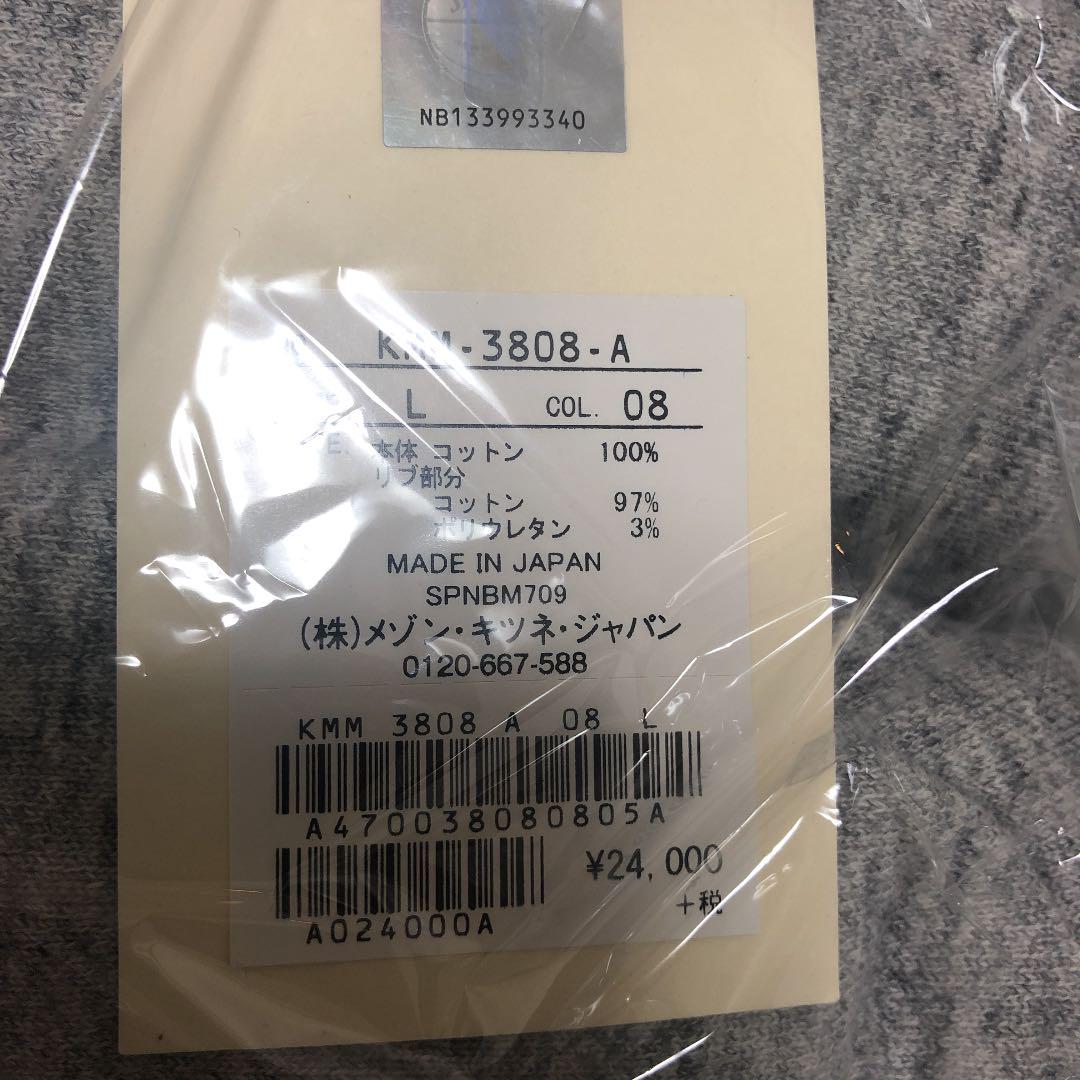 NB133993340
KMM-3808-A
L COL. 08
本体 コットン 100%
リブ部分
コットン 97%
ポリウレタン 3%
MADE IN JAPAN
SPNBM709
(株)メゾン・キツネ・ジャパン
0120-667-588
KMM 3808 A 08 L
A470038080805A
¥24,000
+税
A024000A